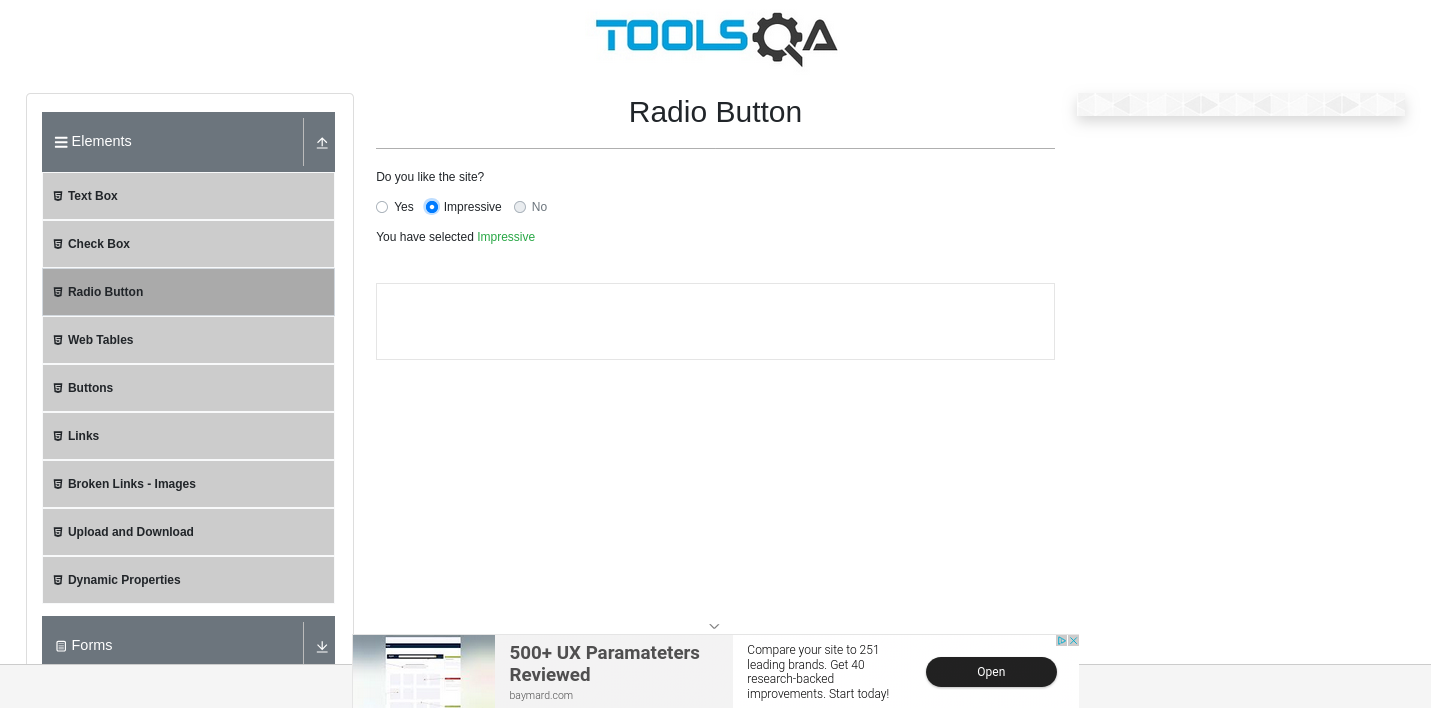 TOOLSQA
Elements
Text Box
Check Box
Radio Button
Web Tables
Buttons
Links
Broken Links - Images
Upload and Download
Dynamic Properties
Forms
Radio Button
Do you like the site?
Yes Impressive No
You have selected Impressive
500+ UX Paramateters
Reviewed
baymard.com
Compare your site to 251
leading brands. Get 40
research-backed
improvements. Start today!
Open